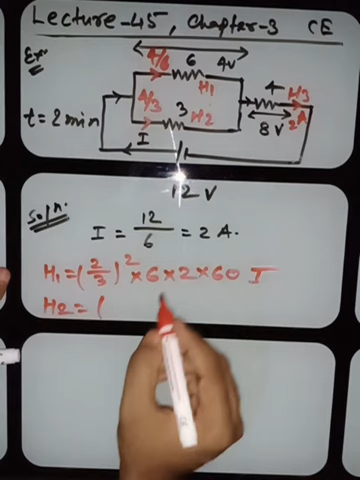 Lecture-45, Chapter-3 CE
Ex:
4/6 6 4V
H1
4 H/3
4/3 3 H2
2A
8V
t = 2 min
I
12 V
Soln.
I = 12/6 = 2 A.
H1 = (2/3)² × 6 × 2 × 60 J
H2 = (